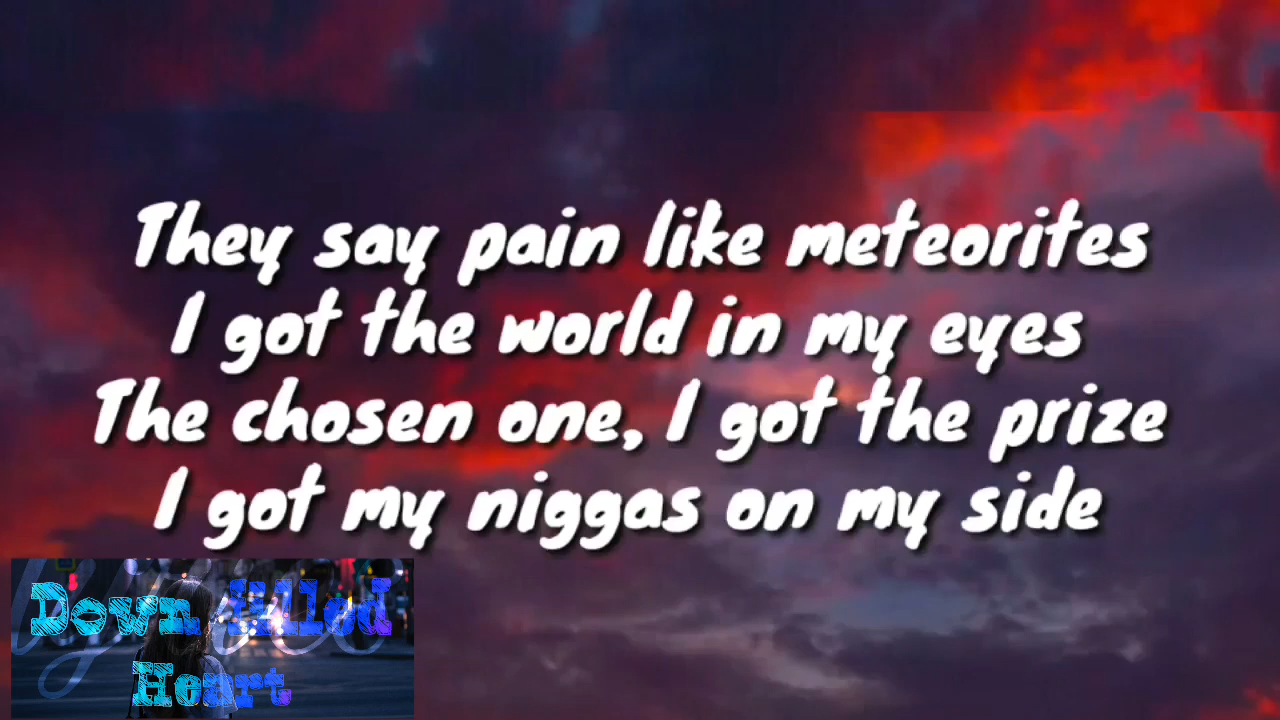 They say pain like meteorites
I got the world in my eyes
The chosen one, I got the prize
I got my niggas on my side
Down filled
Heart